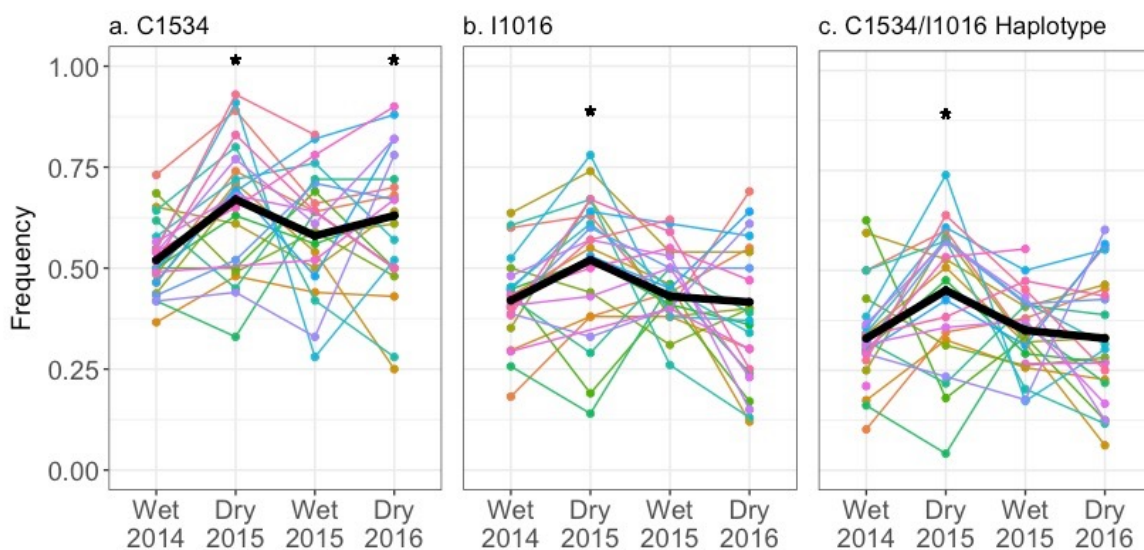 a. C1534
b. I1016
c. C1534/I1016 Haplotype
Frequency
1.00
0.75
0.50
0.25
0.00
*
*
*
*
Wet Dry Wet Dry
2014 2015 2015 2016
Wet Dry Wet Dry
2014 2015 2015 2016
Wet Dry Wet Dry
2014 2015 2015 2016